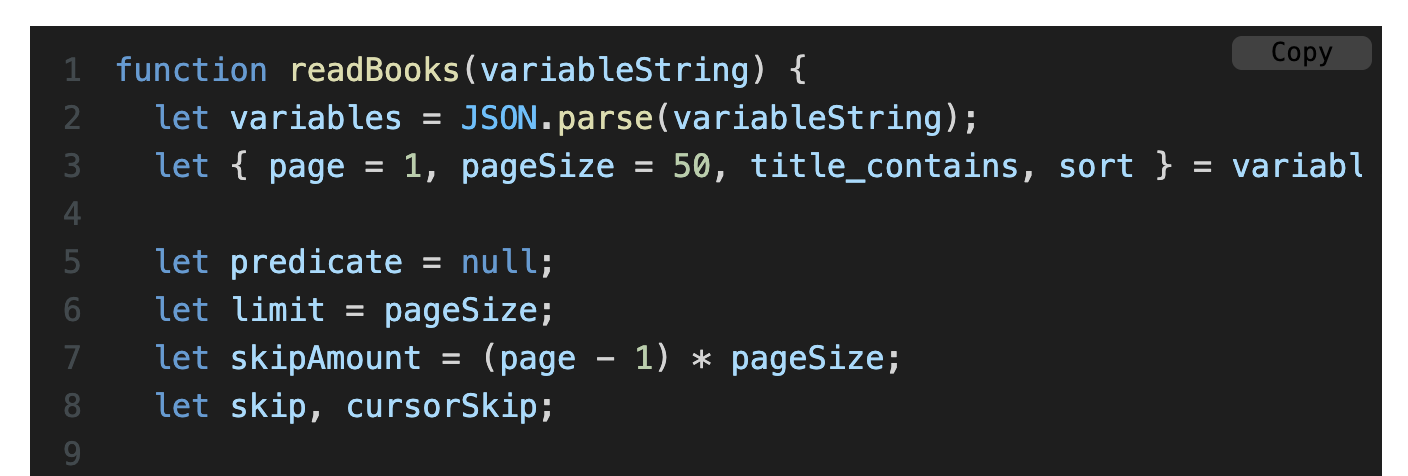 Copy
1 function readBooks(variableString) {
2   let variables = JSON.parse(variableString);
3   let { page = 1, pageSize = 50, title_contains, sort } = variabl
4
5   let predicate = null;
6   let limit = pageSize;
7   let skipAmount = (page - 1) * pageSize;
8   let skip, cursorSkip;
9